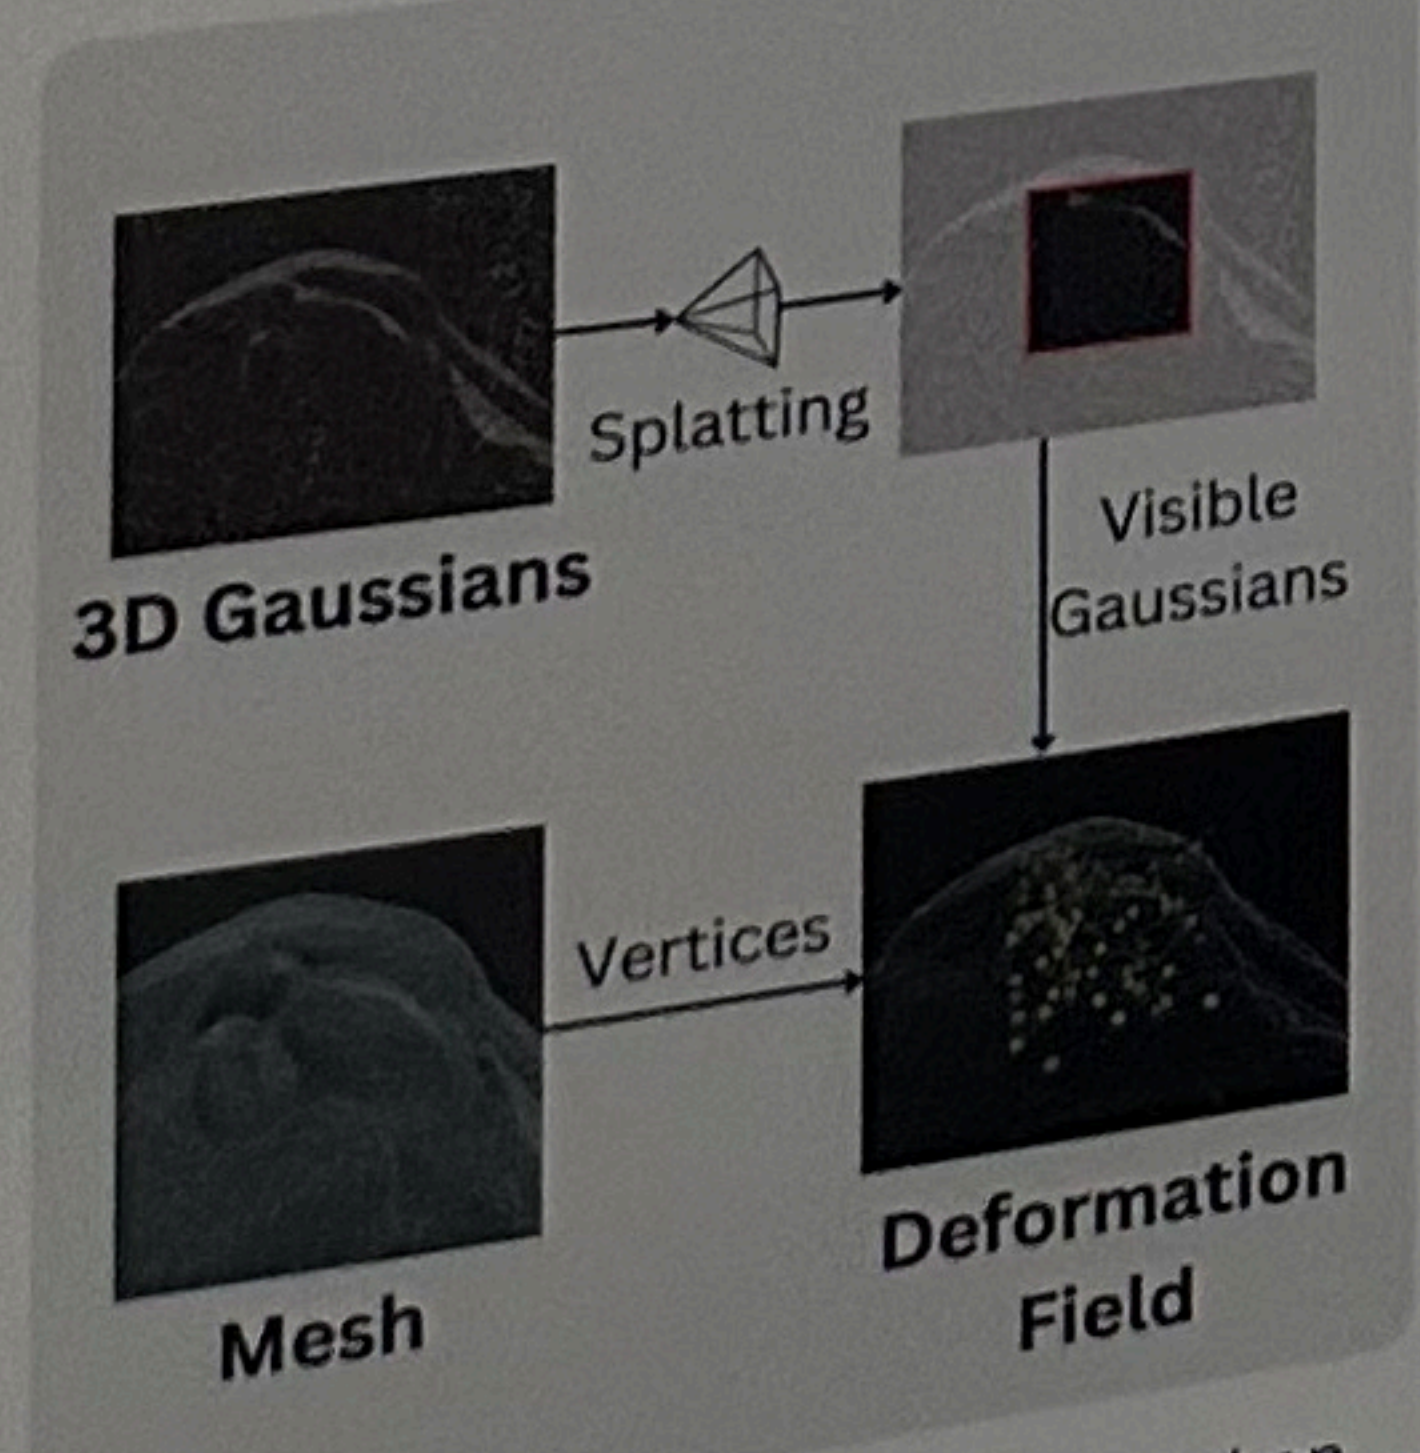 Splatting
3D Gaussians
Visible
Gaussians
Vertices
Mesh
Deformation
Field